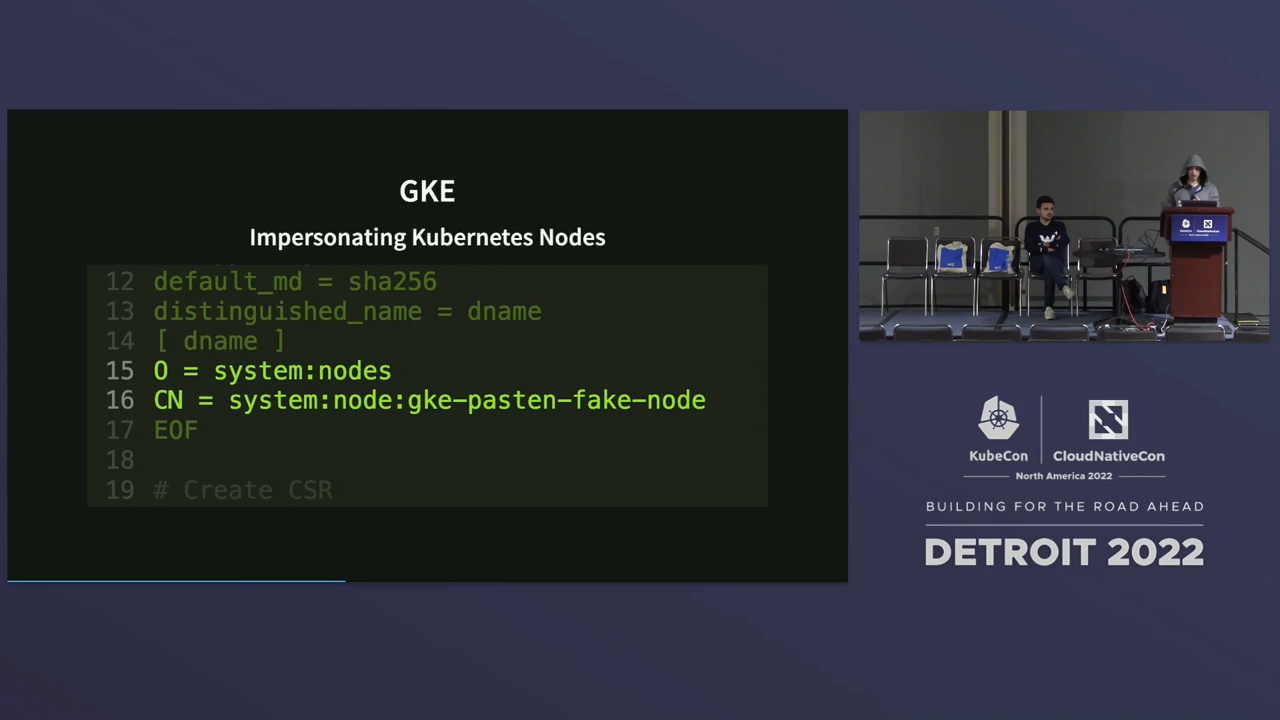 GKE
Impersonating Kubernetes Nodes
12 default_md = sha256
13 distinguished_name = dname
14 [ dname ]
15 O = system:nodes
16 CN = system:node:gke-pasten-fake-node
17 EOF
18
19 # Create CSR
KubeCon
CloudNativeCon
North America 2022
BUILDING FOR THE ROAD AHEAD
DETROIT 2022